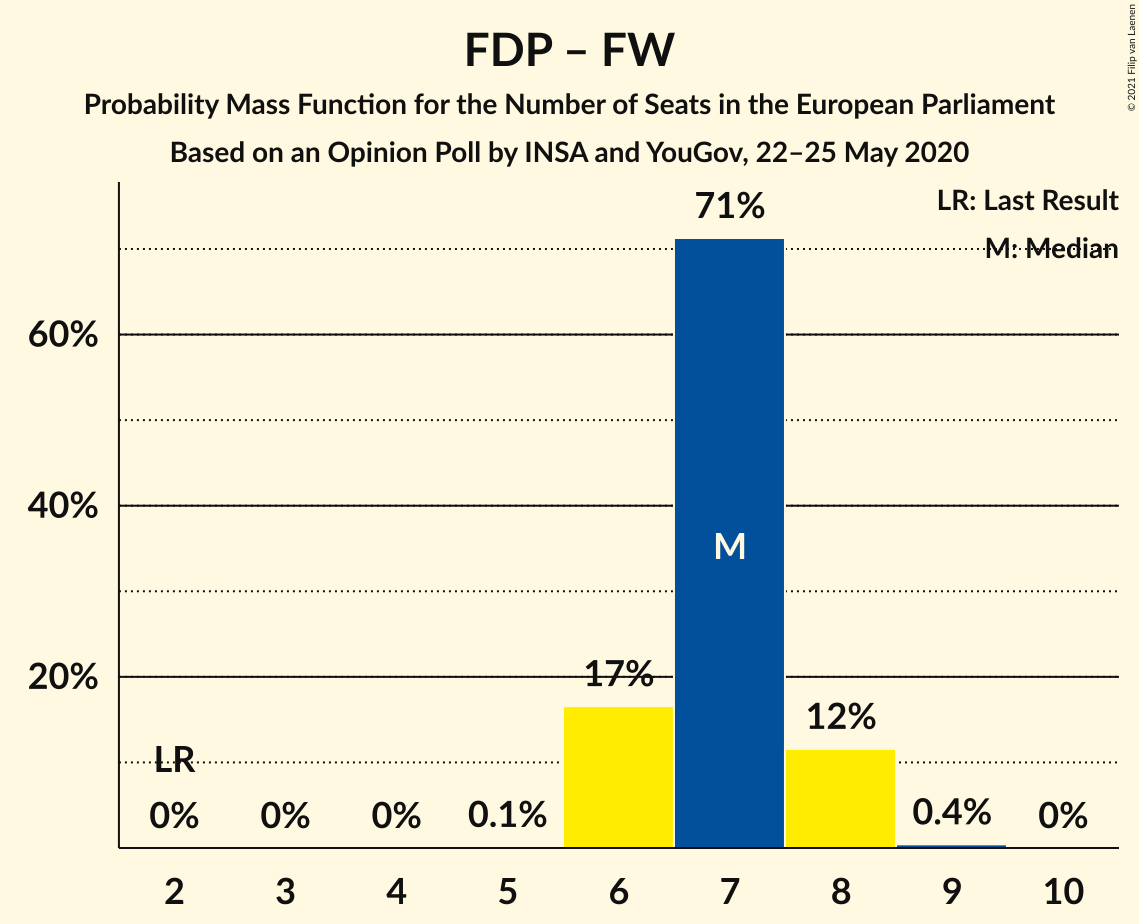 FDP – FW
Probability Mass Function for the Number of Seats in the European Parliament
Based on an Opinion Poll by INSA and YouGov, 22–25 May 2020
© 2021 Filip van Laenen
LR: Last Result
M: Median
71%
60%
40%
M
20%
17%
12%
LR
0%
0%
0%
0.1%
0.4%
0%
2 3 4 5 6 7 8 9 10